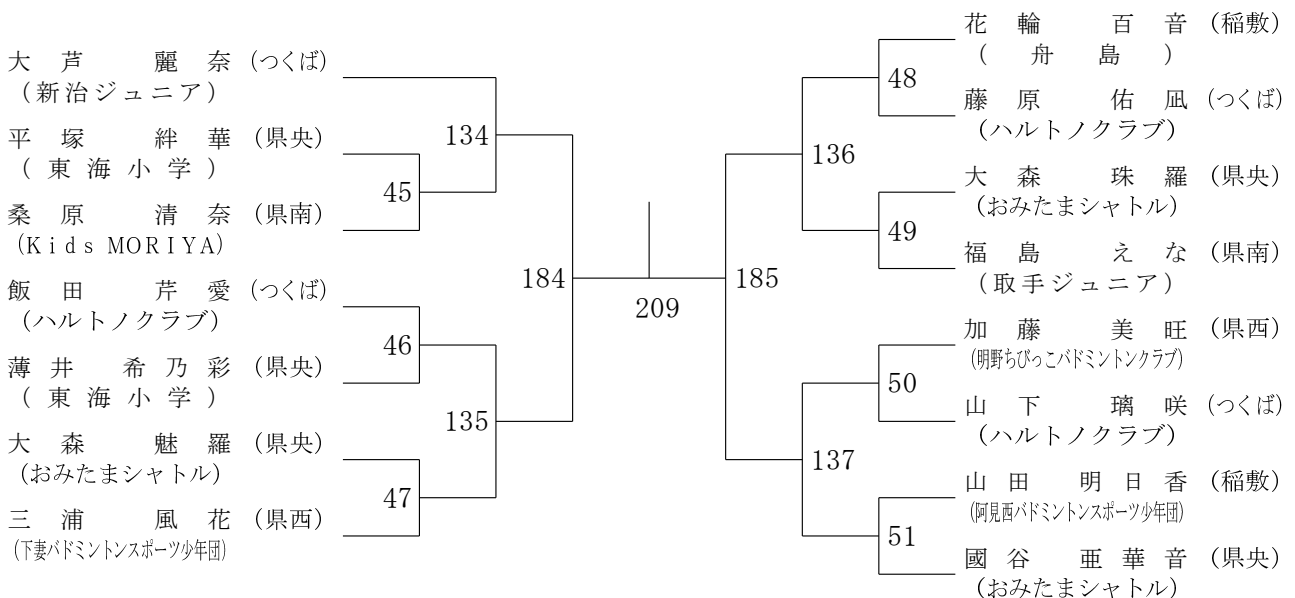 大芦 麗奈 (つくば)
(新治ジュニア)
平塚 絆華 (県央)
(東海小学)
桑原 清奈 (県南)
(Kids MORIYA)
飯田 芹愛 (つくば)
(ハルトノクラブ)
薄井 希乃彩 (県央)
(東海小学)
大森 魅羅 (県央)
(おみたまシャトル)
三浦 風花 (県西)
(下妻バドミントンスポーツ少年団)
134
45
46
135
47
184
209
185
136
48
49
50
137
51
花輪 百音 (稲敷)
(舟島)
藤原 佑凪 (つくば)
(ハルトノクラブ)
大森 珠羅 (県央)
(おみたまシャトル)
福島 えな (県南)
(取手ジュニア)
加藤 美旺 (県西)
(明野ちびっこバドミントンクラブ)
山下 璃咲 (つくば)
(ハルトノクラブ)
山田 明日香 (稲敷)
(阿見西バドミントンスポーツ少年団)
國谷 亜華音 (県央)
(おみたまシャトル)